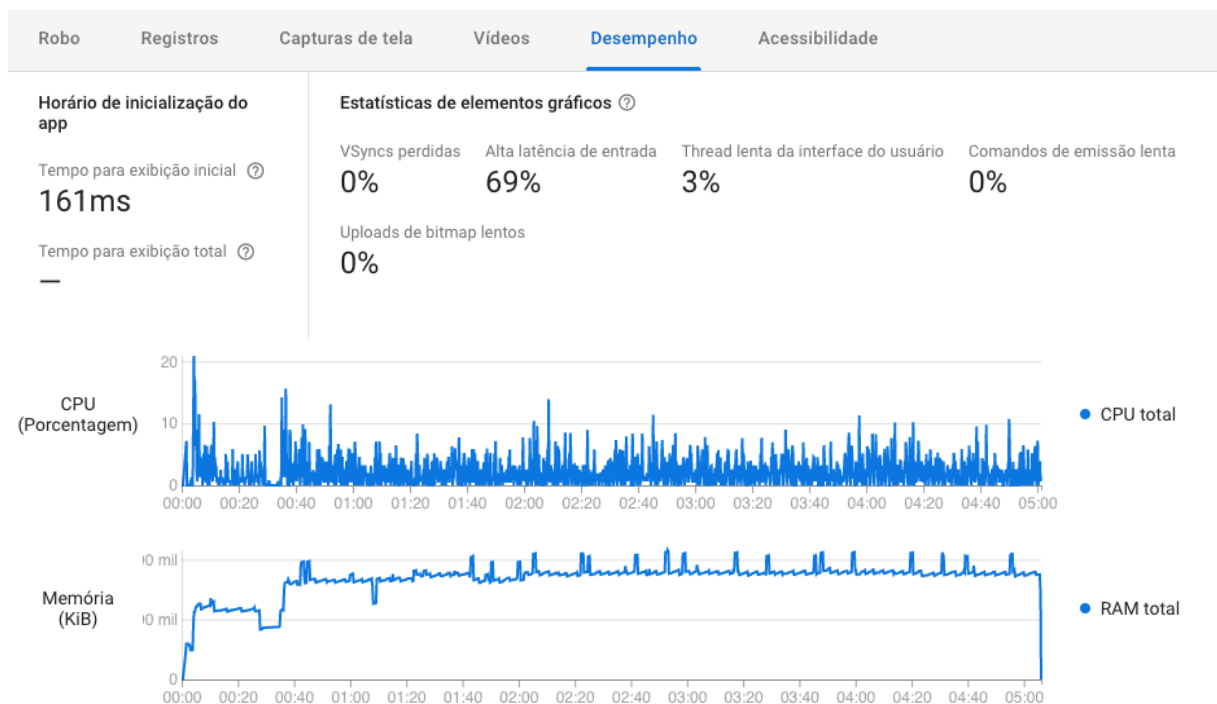 Robo Registros Capturas de tela Vídeos Desempenho Acessibilidade
Horário de inicialização do
app
Tempo para exibição inicial
161ms
Tempo para exibição total
—
Estatísticas de elementos gráficos
VSyncs perdidas Alta latência de entrada Thread lenta da interface do usuário Comandos de emissão lenta
0% 69% 3% 0%
Uploads de bitmap lentos
0%
CPU
(Porcentagem)
20
10
0
00:00 00:20 00:40 01:00 01:20 01:40 02:00 02:20 02:40 03:00 03:20 03:40 04:00 04:20 04:40 05:00
CPU total
Memória
(KiB)
0 mil
0 mil
0
00:00 00:20 00:40 01:00 01:20 01:40 02:00 02:20 02:40 03:00 03:20 03:40 04:00 04:20 04:40 05:00
RAM total